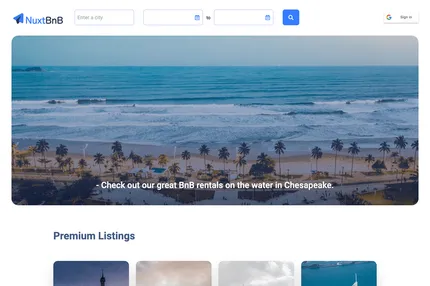 NuxtBnB
Enter a city
to
Sign in
- Check out our great BnB rentals on the water in Chesapeake.
Premium Listings